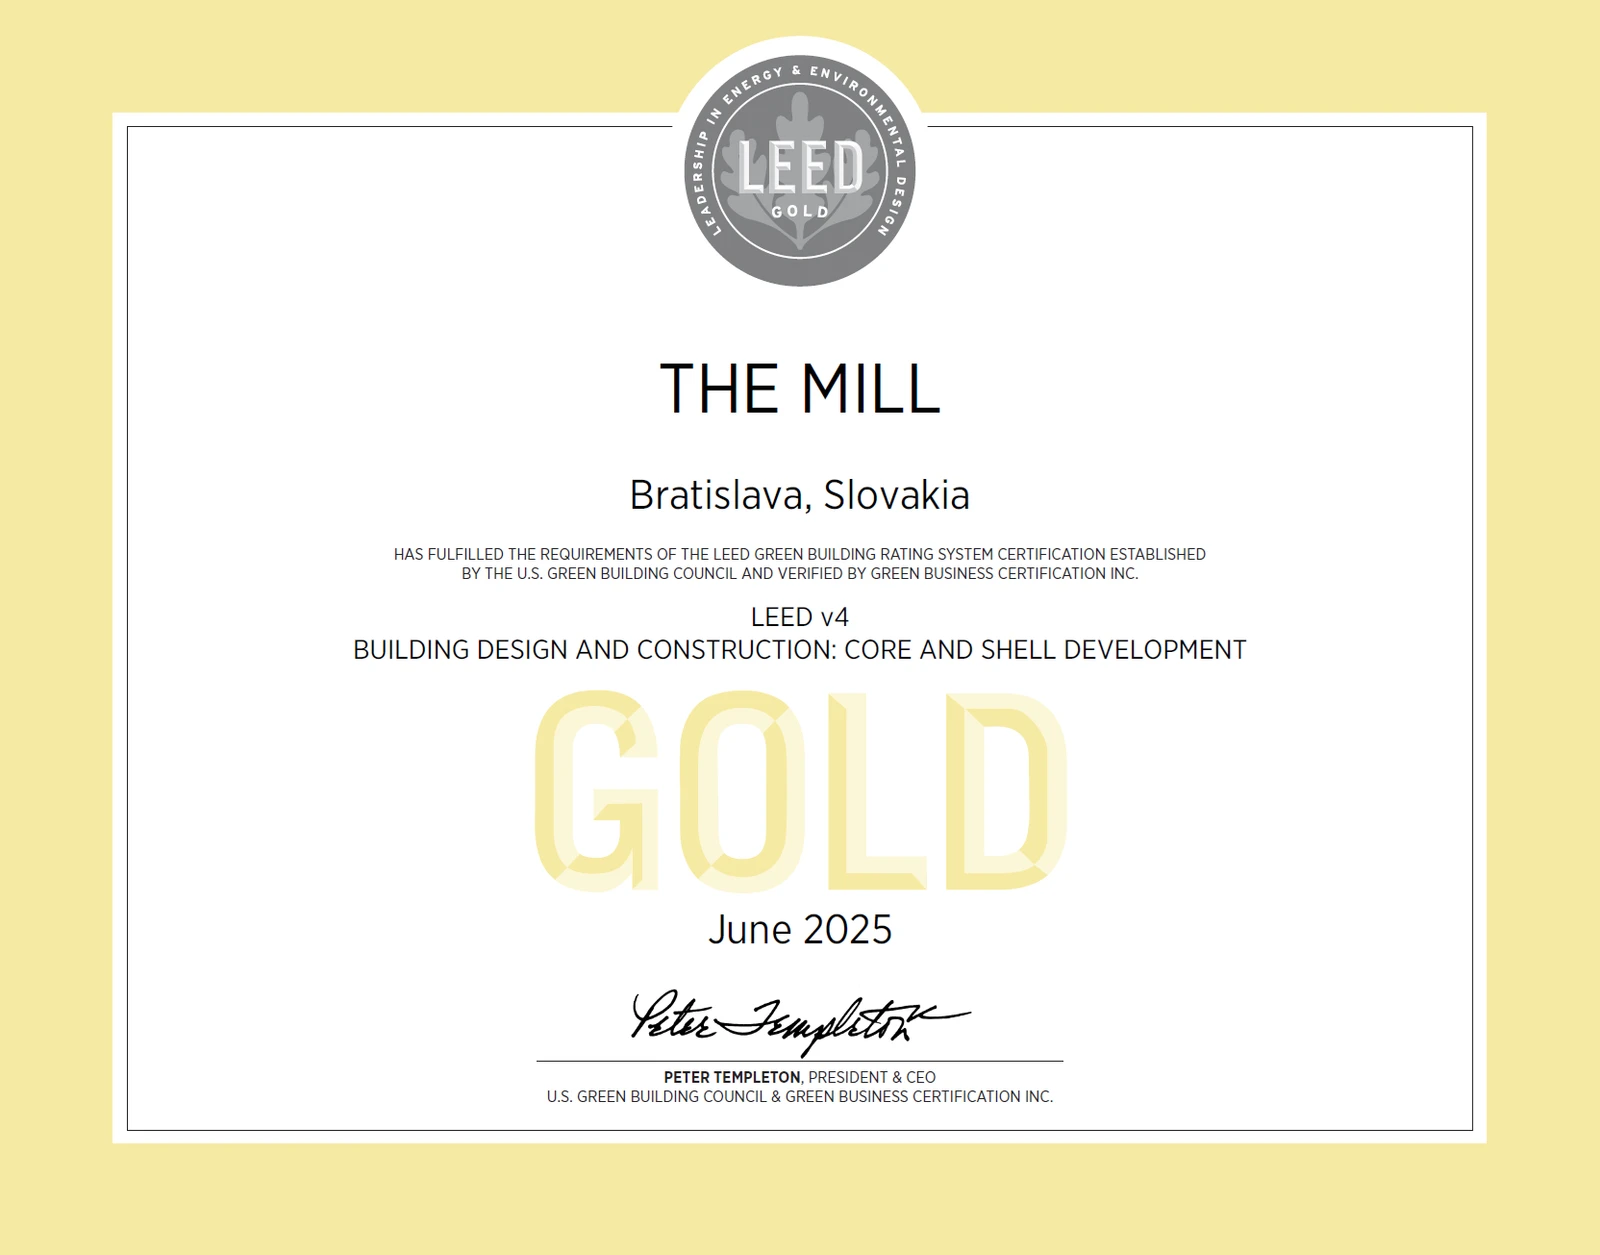 LEADERSHIP IN ENERGY & ENVIRONMENTAL DESIGN
LEED
GOLD
THE MILL
Bratislava, Slovakia
HAS FULFILLED THE REQUIREMENTS OF THE LEED GREEN BUILDING RATING SYSTEM CERTIFICATION ESTABLISHED
BY THE U.S. GREEN BUILDING COUNCIL AND VERIFIED BY GREEN BUSINESS CERTIFICATION INC.
LEED v4
BUILDING DESIGN AND CONSTRUCTION: CORE AND SHELL DEVELOPMENT
GOLD
June 2025
Peter Templeton
PETER TEMPLETON, PRESIDENT & CEO
U.S. GREEN BUILDING COUNCIL & GREEN BUSINESS CERTIFICATION INC.